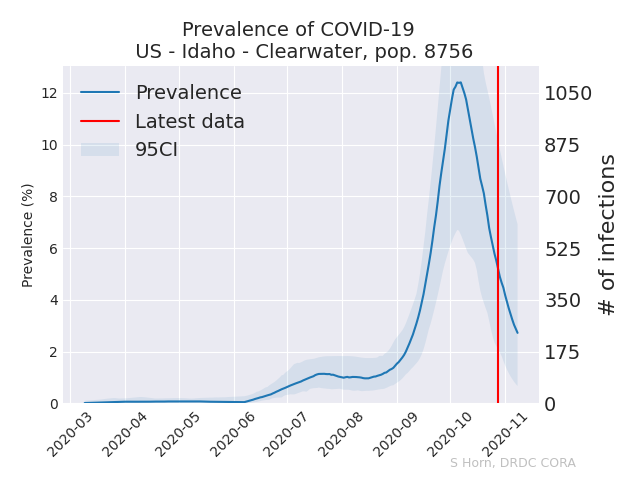 Prevalence of COVID-19
US - Idaho - Clearwater, pop. 8756
Prevalence
Latest data
95CI
Prevalence (%)
12
10
8
6
4
2
0
1050
875
700
525
350
175
0
# of infections
2020-03
2020-04
2020-05
2020-06
2020-07
2020-08
2020-09
2020-10
2020-11
S Horn, DRDC CORA